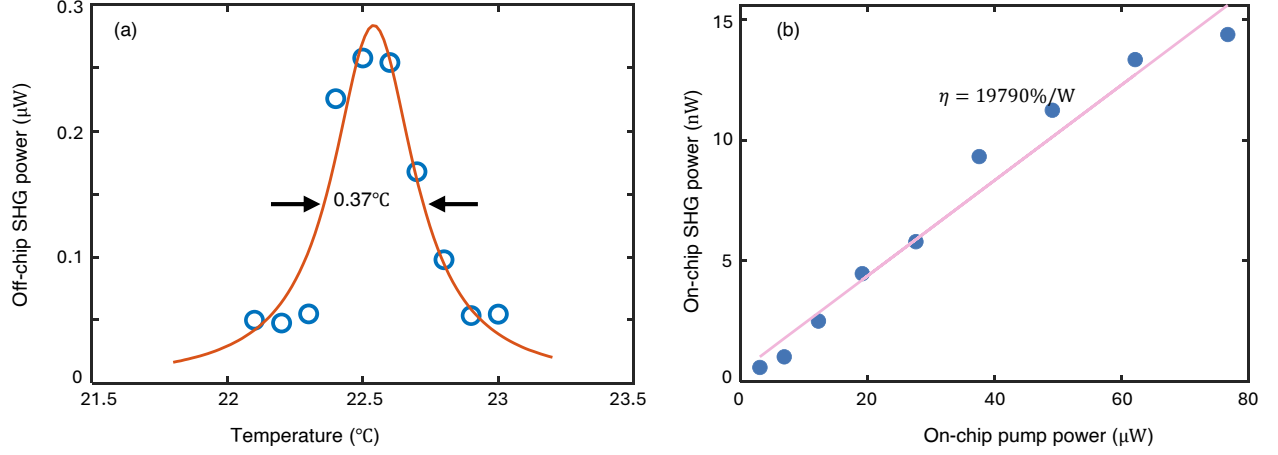 (a)
Off-chip SHG power (μW)
0.3
0.2
0.1
0
0.37℃
21.5 22 22.5 23 23.5
Temperature (℃)
(b)
On-chip SHG power (nW)
15
10
5
0
η = 19790%/W
0 20 40 60 80
On-chip pump power (μW)